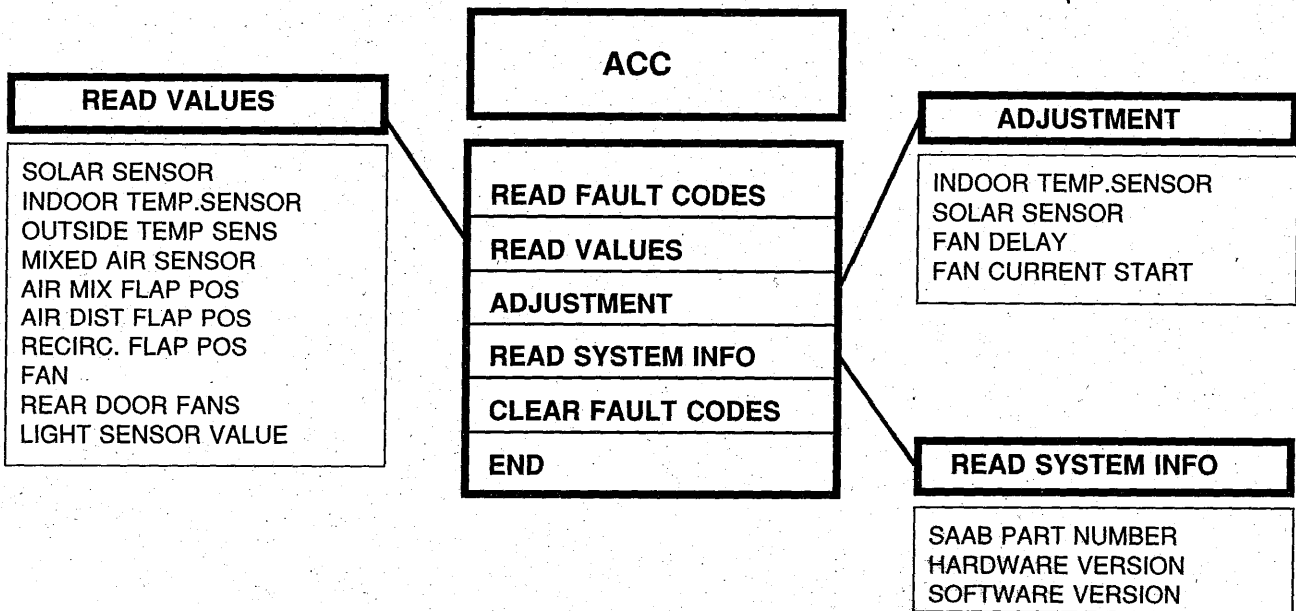 ACC
READ VALUES
SOLAR SENSOR
INDOOR TEMP.SENSOR
OUTSIDE TEMP SENS
MIXED AIR SENSOR
AIR MIX FLAP POS
AIR DIST FLAP POS
RECIRC. FLAP POS
FAN
REAR DOOR FANS
LIGHT SENSOR VALUE
READ FAULT CODES
READ VALUES
ADJUSTMENT
READ SYSTEM INFO
CLEAR FAULT CODES
END
ADJUSTMENT
INDOOR TEMP.SENSOR
SOLAR SENSOR
FAN DELAY
FAN CURRENT START
READ SYSTEM INFO
SAAB PART NUMBER
HARDWARE VERSION
SOFTWARE VERSION